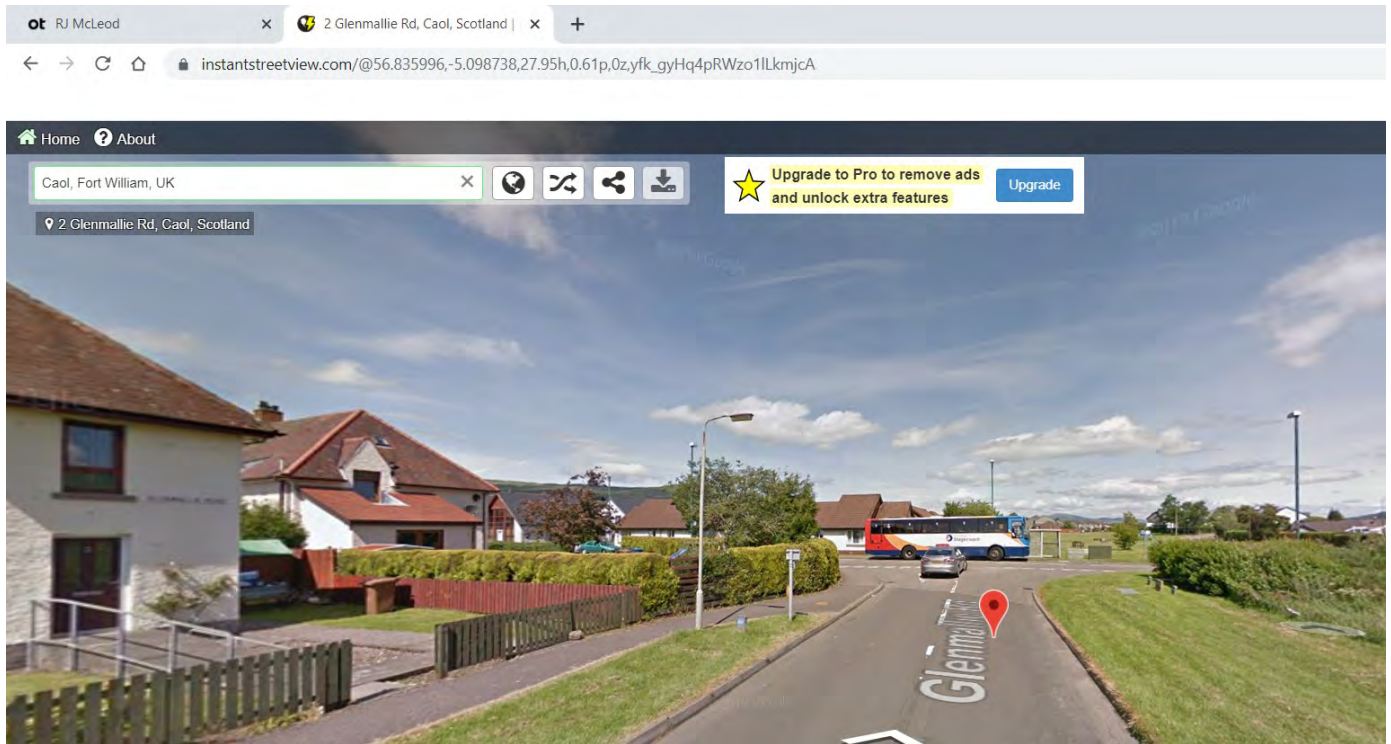 ot RJ McLeod
2 Glenmallie Rd, Caol, Scotland |
instantstreetview.com/@56.835996,-5.098738,27.95h,0.61p,0z,yfk_gyHq4pRWzo1lLkmjcA
Home ? About
Caol, Fort William, UK
Upgrade to Pro to remove ads
and unlock extra features
Upgrade
2 Glenmallie Rd, Caol, Scotland
Stagecoach